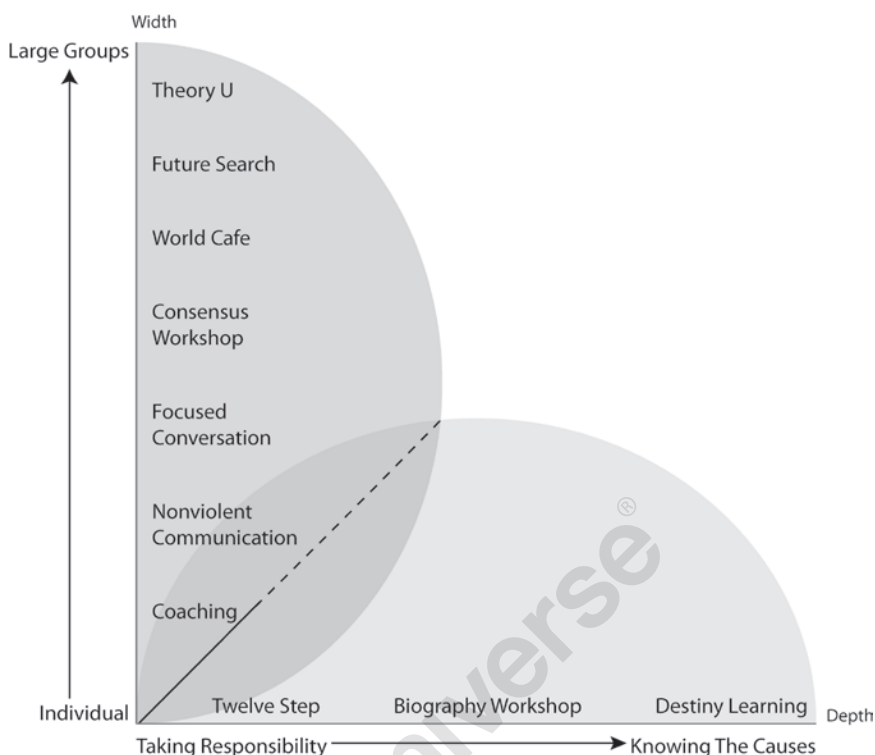 Width
Large Groups
Theory U
Future Search
World Cafe
Consensus
Workshop
Focused
Conversation
Nonviolent
Communication
Coaching
Individual
Twelve Step
Biography Workshop
Destiny Learning
Depth
Taking Responsibility
Knowing The Causes
iverse®